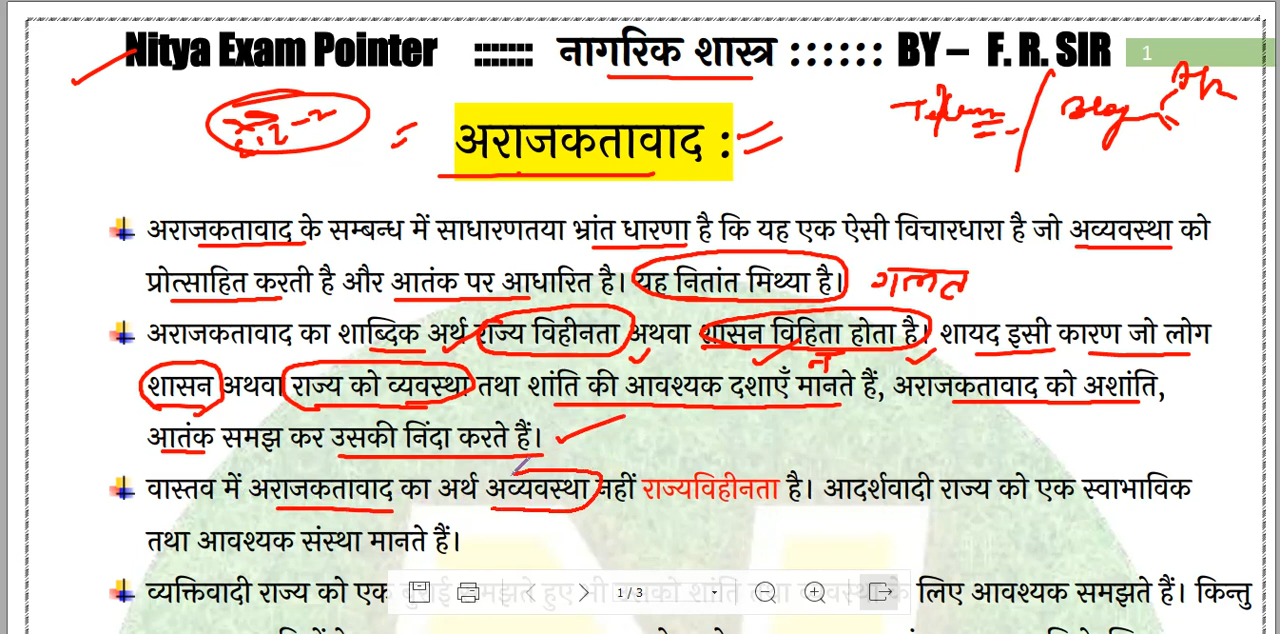 Nitya Exam Pointer ::::::: नागरिक शास्त्र :::::: BY – F. R. SIR 1
अराजकतावाद :
अराजकतावाद के सम्बन्ध में साधारणतया भ्रांत धारणा है कि यह एक ऐसी विचारधारा है जो अव्यवस्था को
प्रोत्साहित करती है और आतंक पर आधारित है। यह नितांत मिथ्या है। गलत
अराजकतावाद का शाब्दिक अर्थ राज्य विहीनता अथवा शासन विहिता होता है। शायद इसी कारण जो लोग
न
शासन अथवा राज्य को व्यवस्था तथा शांति की आवश्यक दशाएँ मानते हैं, अराजकतावाद को अशांति,
आतंक समझ कर उसकी निंदा करते हैं।
वास्तव में अराजकतावाद का अर्थ अव्यवस्था नहीं राज्यविहीनता है। आदर्शवादी राज्य को एक स्वाभाविक
तथा आवश्यक संस्था मानते हैं।
व्यक्तिवादी राज्य को एक बुराई समझते हुए भी उसको शांति तथा व्यवस्था के लिए आवश्यक समझते हैं। किन्तु
1 / 3